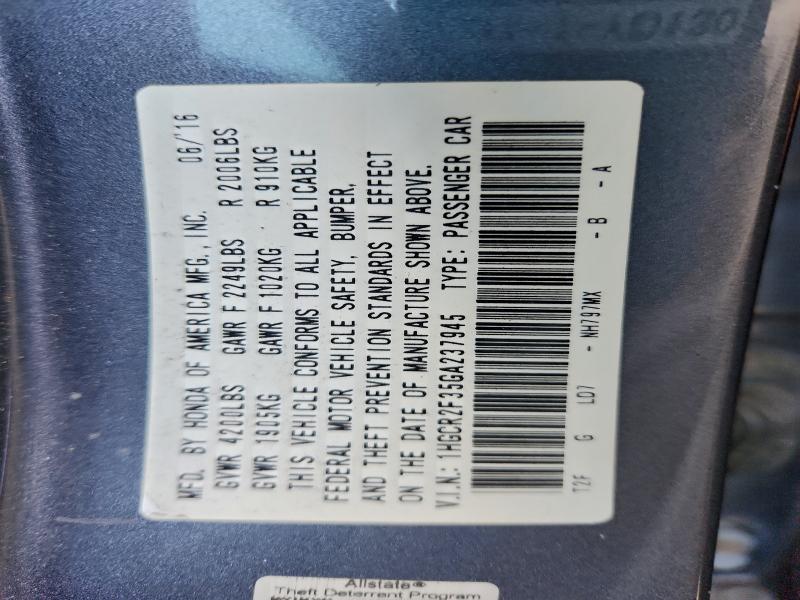 MFD. BY HONDA OF AMERICA MFG., INC. 06/'16
GVWR 4200LBS GAWR F 2249LBS R 2006LBS
GVWR 1905KG GAWR F 1020KG R 910KG
THIS VEHICLE CONFORMS TO ALL APPLICABLE
FEDERAL MOTOR VEHICLE SAFETY, BUMPER,
AND THEFT PREVENTION STANDARDS IN EFFECT
ON THE DATE OF MANUFACTURE SHOWN ABOVE.
V.I.N.: 1HGCR2F35GA237945 TYPE: PASSENGER CAR
T2F G LD7 - NH797MX - B - A
Allstate®
Theft Deterrent Program